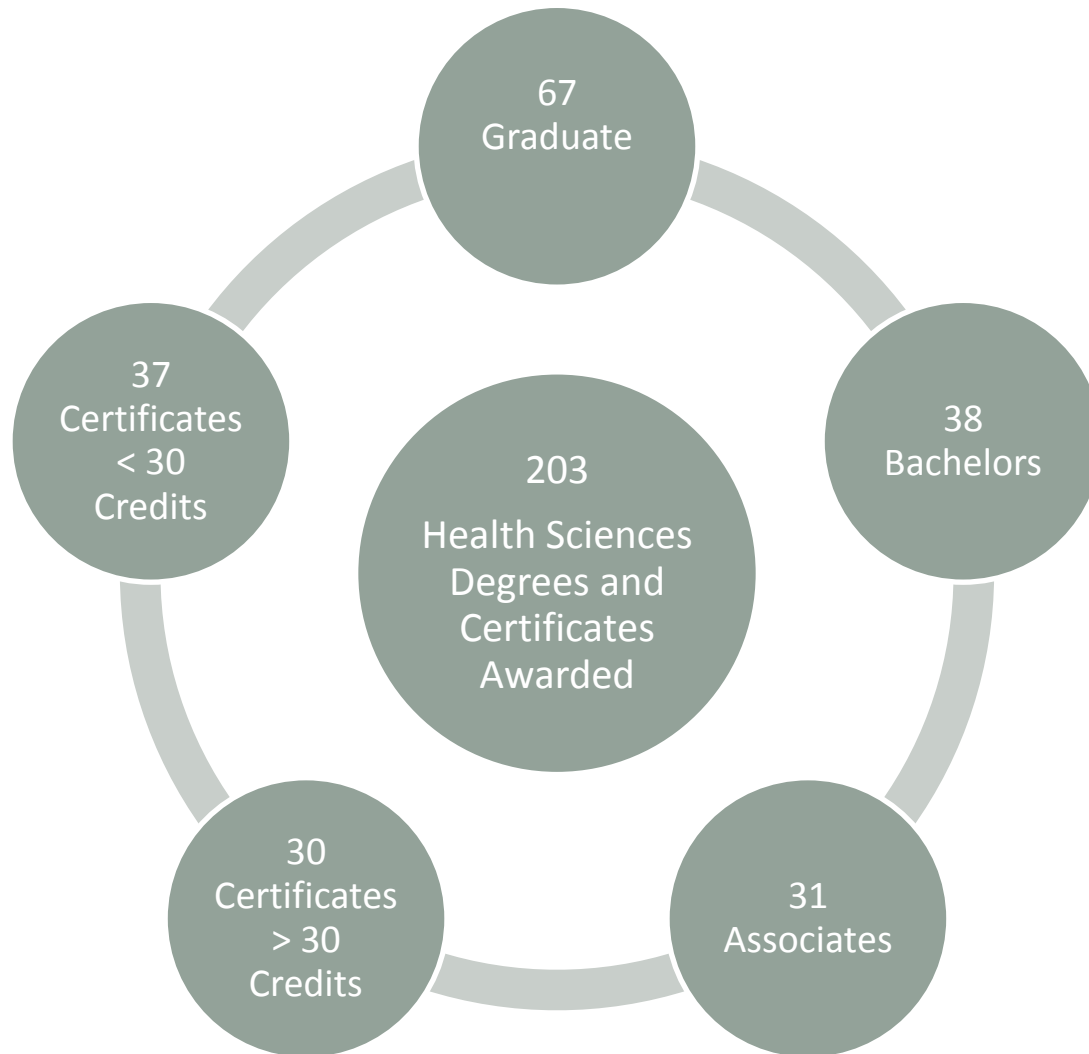 67
Graduate
37
Certificates
< 30
Credits
38
Bachelors
203
Health Sciences
Degrees and
Certificates
Awarded
30
Certificates
> 30
Credits
31
Associates